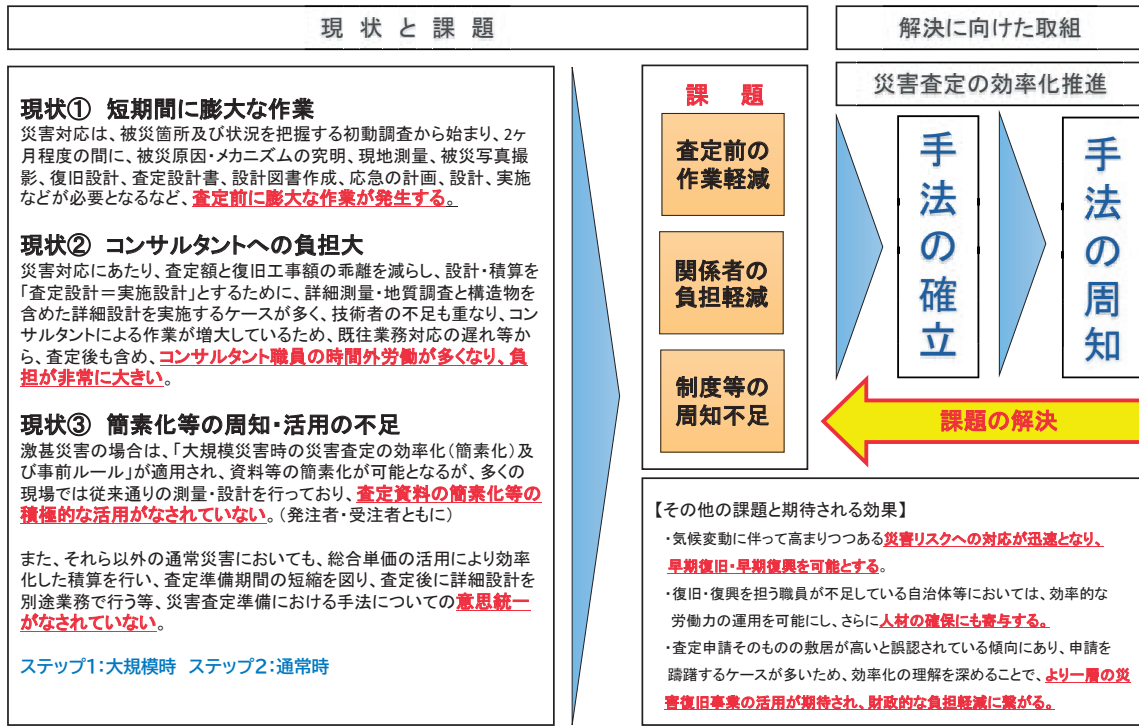 現状と課題
解決に向けた取組
現状① 短期間に膨大な作業
災害対応は、被災箇所及び状況を把握する初動調査から始まり、2ヶ
月程度の間に、被災原因・メカニズムの究明、現地測量、被災写真撮
影、復旧設計、査定設計書、設計図書作成、応急の計画、設計、実施
などが必要となるなど、査定前に膨大な作業が発生する。
現状② コンサルタントへの負担大
災害対応にあたり、査定額と復旧工事額の乖離を減らし、設計・積算を
「査定設計＝実施設計」とするために、詳細測量・地質調査と構造物を
含めた詳細設計を実施するケースが多く、技術者の不足も重なり、コン
サルタントによる作業が増大しているため、既往業務対応の遅れ等か
ら、査定後も含め、コンサルタント職員の時間外労働が多くなり、負
担が非常に大きい。
現状③ 簡素化等の周知・活用の不足
激甚災害の場合は、「大規模災害時の災害査定の効率化（簡素化）及
び事前ルール」が適用され、資料等の簡素化が可能となるが、多くの
現場では従来通りの測量・設計を行っており、査定資料の簡素化等の
積極的な活用がなされていない。（発注者・受注者ともに）
また、それら以外の通常災害においても、総合単価の活用により効率
化した積算を行い、査定準備期間の短縮を図り、査定後に詳細設計を
別途業務で行う等、災害査定準備における手法についての意思統一
がなされていない。
ステップ1：大規模時 ステップ2：通常時
課題
査定前の
作業軽減
関係者の
負担軽減
制度等の
周知不足
災害査定の効率化推進
手法の確立
手法の周知
課題の解決
【その他の課題と期待される効果】
・気候変動に伴って高まりつつある災害リスクへの対応が迅速となり、
早期復旧・早期復興を可能とする。
・復旧・復興を担う職員が不足している自治体等においては、効率的な
労働力の運用を可能にし、さらに人材の確保にも寄与する。
・査定申請そのものの敷居が高いと誤認されている傾向にあり、申請を
躊躇するケースが多いため、効率化の理解を深めることで、より一層の災
害復旧事業の活用が期待され、財政的な負担軽減に繋がる。